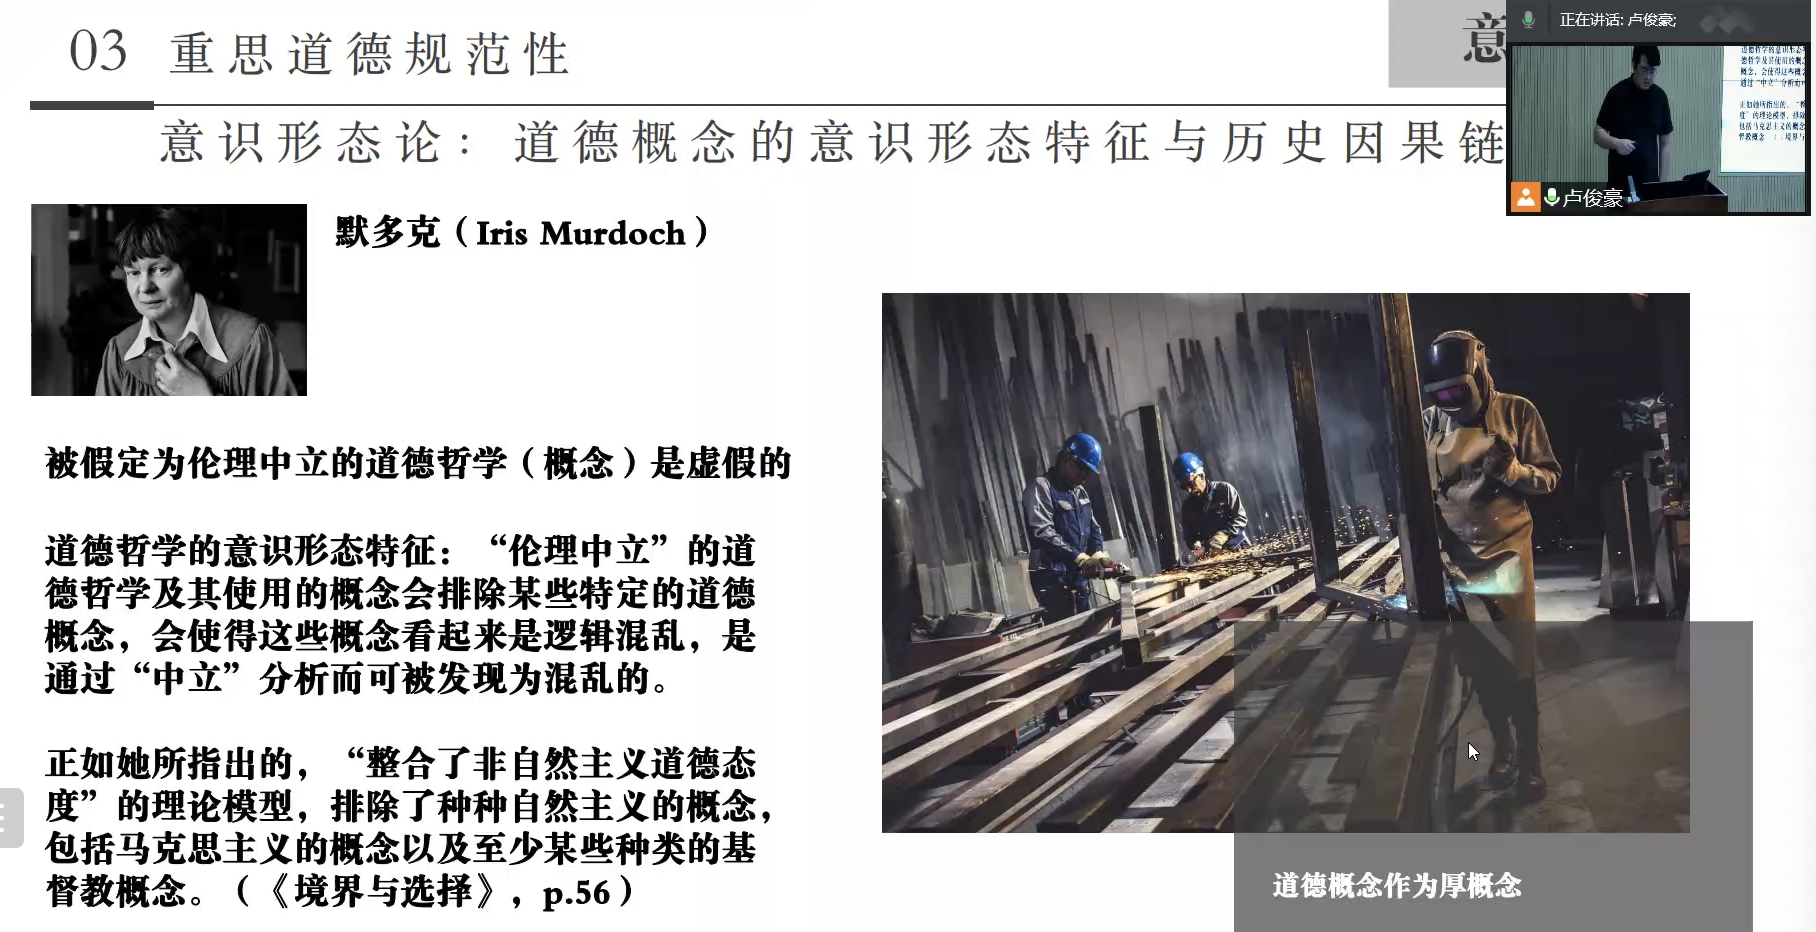 03 重思道德规范性
意
意识形态论：道德概念的意识形态特征与历史因果链
正在讲话: 卢俊豪;
卢俊豪
默多克（Iris Murdoch）
被假定为伦理中立的道德哲学（概念）是虚假的
道德哲学的意识形态特征：“伦理中立”的道
德哲学及其使用的概念会排除某些特定的道德
概念，会使得这些概念看起来是逻辑混乱，是
通过“中立”分析而可被发现为混乱的。
正如她所指出的，“整合了非自然主义道德态
度”的理论模型，排除了种种自然主义的概念，
包括马克思主义的概念以及至少某些种类的基
督教概念。（《境界与选择》，p.56）
道德概念作为厚概念